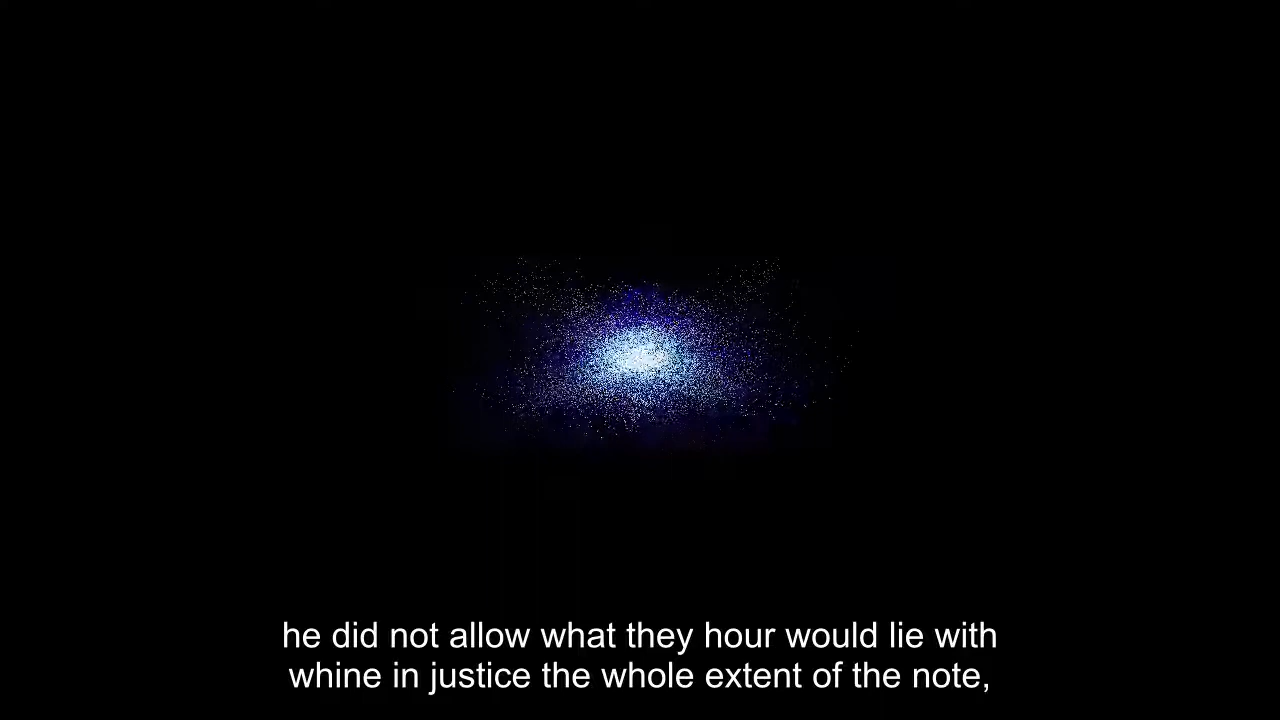 he did not allow what they hour would lie with
whine in justice the whole extent of the note,